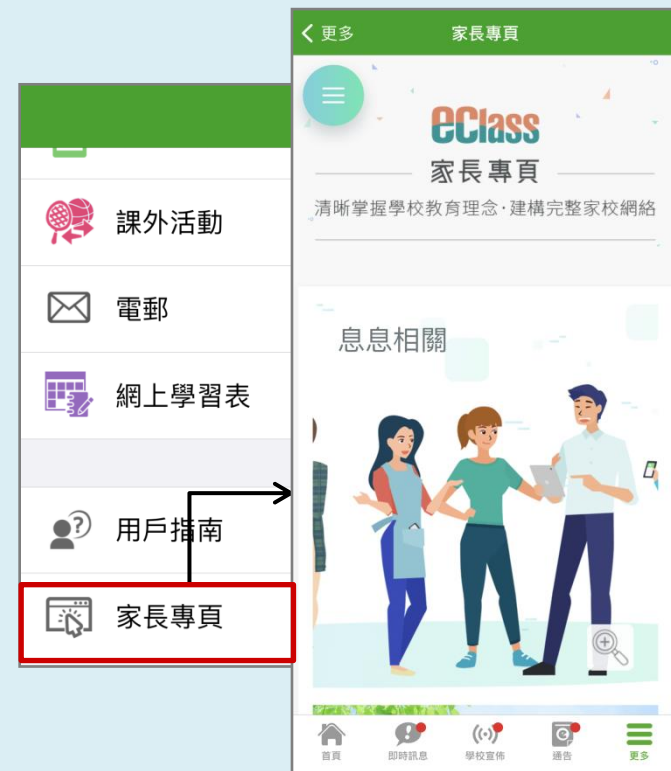 課外活動
電郵
網上學習表
用戶指南
家長專頁
更多
家長專頁
eClass
家長專頁
清晰掌握學校教育理念·建構完整家校網絡
息息相關
首頁
即時訊息
學校宣佈
通告
更多